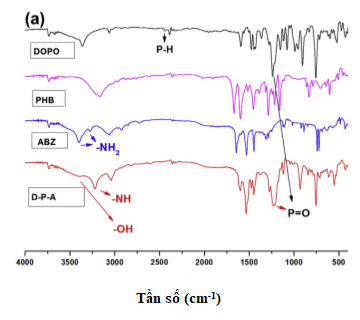 (a)
DOPO
P-H
PHB
ABZ
-NH2
D-P-A
-NH
-OH
P=O
4000 3500 3000 2500 2000 1500 1000 500
Tần số (cm-1)